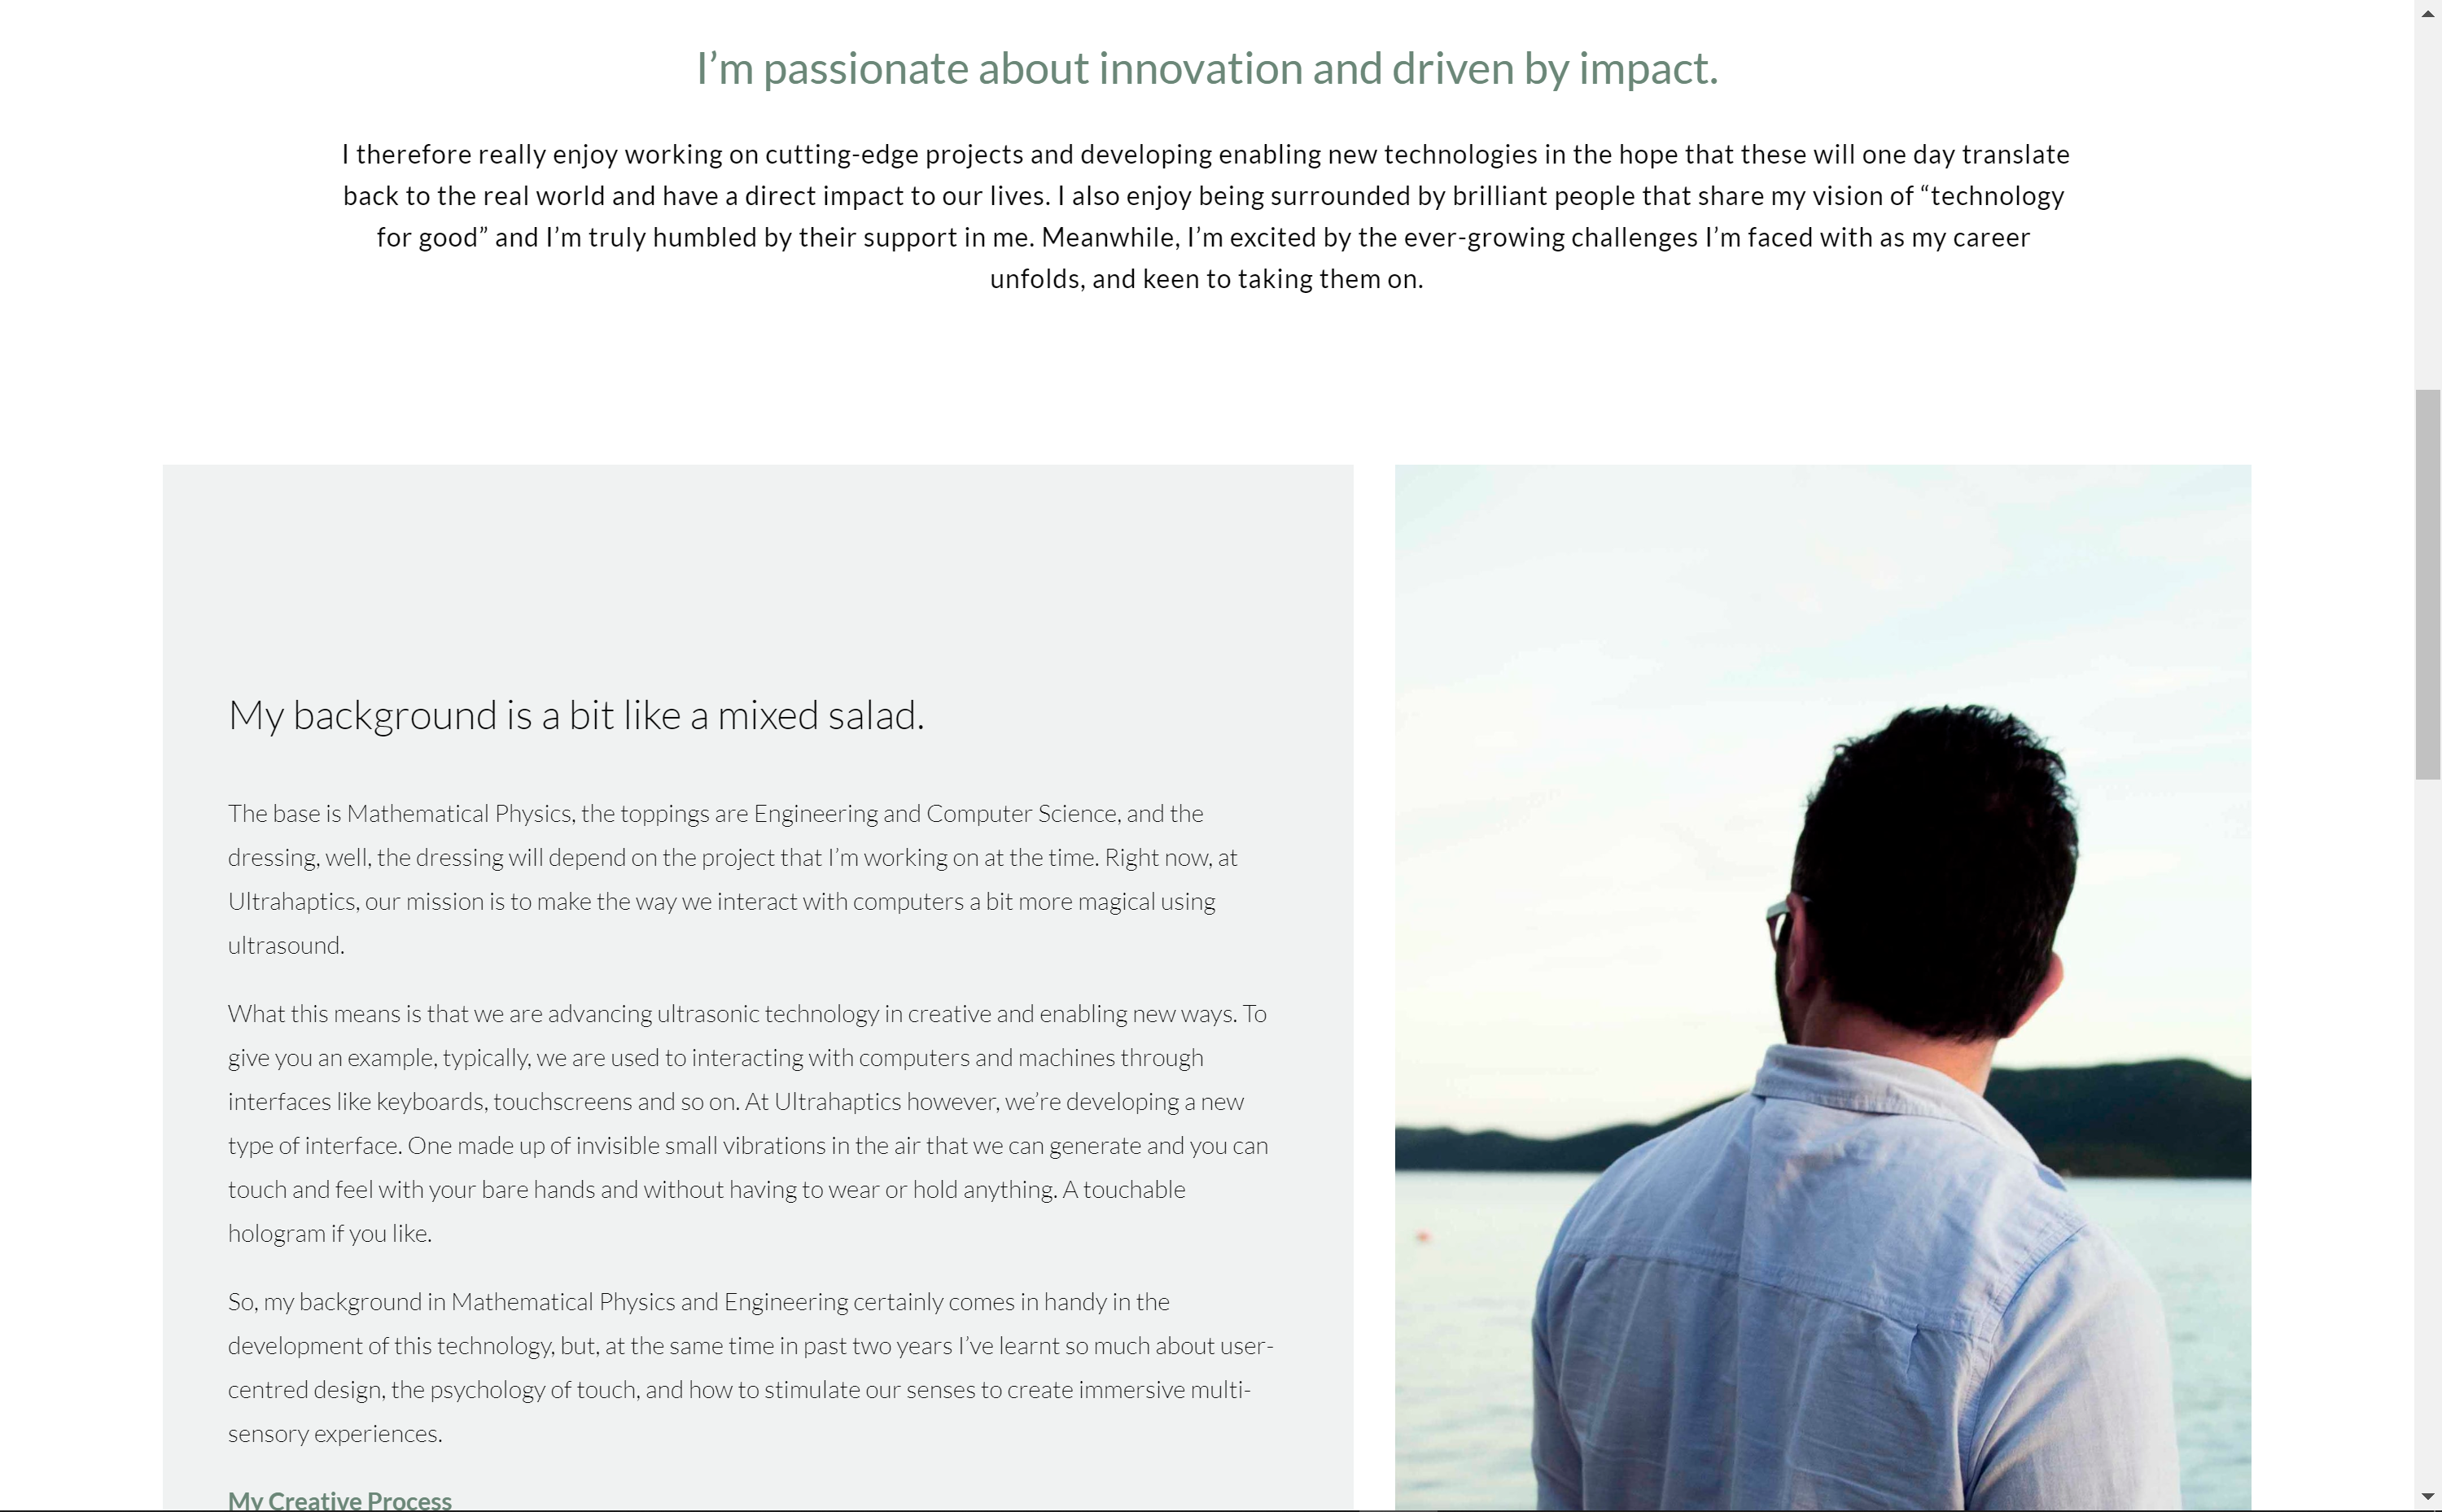 I’m passionate about innovation and driven by impact.
I therefore really enjoy working on cutting-edge projects and developing enabling new technologies in the hope that these will one day translate
back to the real world and have a direct impact to our lives. I also enjoy being surrounded by brilliant people that share my vision of “technology
for good” and I’m truly humbled by their support in me. Meanwhile, I’m excited by the ever-growing challenges I’m faced with as my career
unfolds, and keen to taking them on.
My background is a bit like a mixed salad.
The base is Mathematical Physics, the toppings are Engineering and Computer Science, and the
dressing, well, the dressing will depend on the project that I’m working on at the time. Right now, at
Ultrahaptics, our mission is to make the way we interact with computers a bit more magical using
ultrasound.
What this means is that we are advancing ultrasonic technology in creative and enabling new ways. To
give you an example, typically, we are used to interacting with computers and machines through
interfaces like keyboards, touchscreens and so on. At Ultrahaptics however, we’re developing a new
type of interface. One made up of invisible small vibrations in the air that we can generate and you can
touch and feel with your bare hands and without having to wear or hold anything. A touchable
hologram if you like.
So, my background in Mathematical Physics and Engineering certainly comes in handy in the
development of this technology, but, at the same time in past two years I’ve learnt so much about user-
centred design, the psychology of touch, and how to stimulate our senses to create immersive multi-
sensory experiences.
My Creative Process